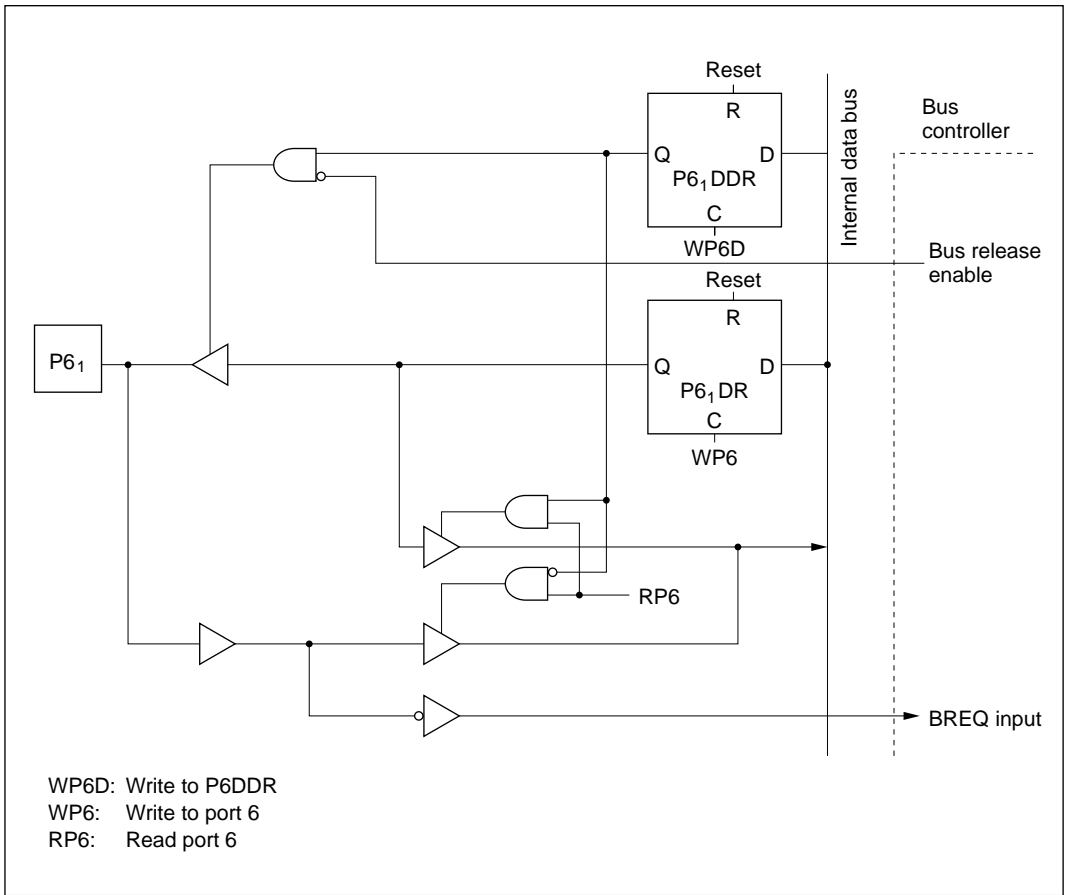 Reset
R
Q D
P6₁DDR
C
WP6D
Internal data bus
Bus
controller
Bus release
enable
Reset
R
Q D
P6₁DR
C
WP6
P6₁
RP6
BREQ input
WP6D: Write to P6DDR
WP6: Write to port 6
RP6: Read port 6